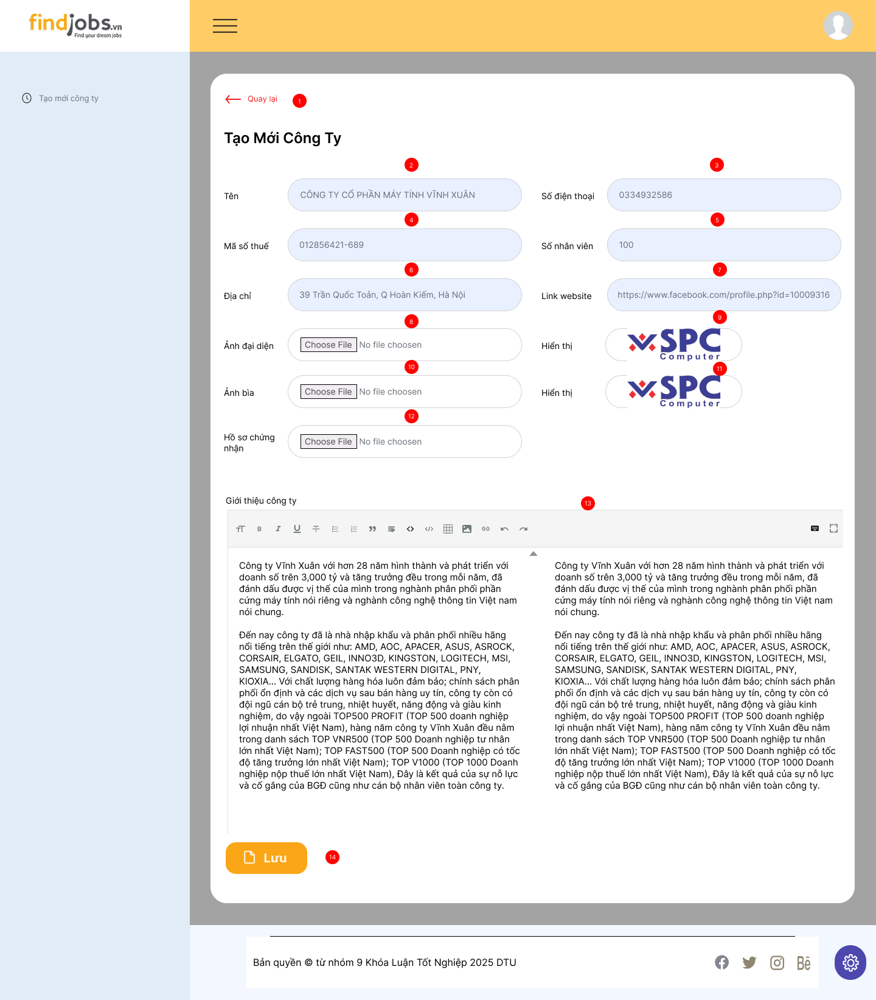 findjobs.vn
Find your dream jobs
Tạo mới công ty
Quay lại
1
Tạo Mới Công Ty
2
3
Tên
CÔNG TY CỔ PHẦN MÁY TÍNH VĨNH XUÂN
Số điện thoại
0334932586
4
5
Mã số thuế
012856421-689
Số nhân viên
100
6
7
Địa chỉ
39 Trần Quốc Toản, Q Hoàn Kiếm, Hà Nội
Link website
https://www.facebook.com/profile.php?id=10009316
8
9
Ảnh đại diện
Choose File No file choosen
Hiển thị
SPC
Computer
10
11
Ảnh bìa
Choose File No file choosen
Hiển thị
SPC
Computer
12
Hồ sơ chứng
nhận
Choose File No file choosen
Giới thiệu công ty
13
Công ty Vĩnh Xuân với hơn 28 năm hình thành và phát triển với
doanh số trên 3,000 tỷ và tăng trưởng đều trong mỗi năm, đã
đánh dấu được vị thế của mình trong nghành phân phối phần
cứng máy tính nói riêng và nghành công nghệ thông tin Việt nam
nói chung.
Đến nay công ty đã là nhà nhập khẩu và phân phối nhiều hãng
nổi tiếng trên thế giới như: AMD, AOC, APACER, ASUS, ASROCK,
CORSAIR, ELGATO, GEIL, INNO3D, KINGSTON, LOGITECH, MSI,
SAMSUNG, SANDISK, SANTAK WESTERN DIGITAL, PNY,
KIOXIA... Với chất lượng hàng hóa luôn đảm bảo; chính sách phân
phối ổn định và các dịch vụ sau bán hàng uy tín, công ty còn có
đội ngũ cán bộ trẻ trung, nhiệt huyết, năng động và giàu kinh
nghiệm, do vậy ngoài TOP500 PROFIT (TOP 500 doanh nghiệp
lợi nhuận nhất Việt Nam), hàng năm công ty Vĩnh Xuân đều nằm
trong danh sách TOP VNR500 (TOP 500 Doanh nghiệp tư nhân
lớn nhất Việt Nam); TOP FAST500 (TOP 500 Doanh nghiệp có tốc
độ tăng trưởng lớn nhất Việt Nam); TOP V1000 (TOP 1000 Doanh
nghiệp nộp thuế lớn nhất Việt Nam), Đây là kết quả của sự nỗ lực
và cố gắng của BGĐ cũng như cán bộ nhân viên toàn công ty.
Công ty Vĩnh Xuân với hơn 28 năm hình thành và phát triển với
doanh số trên 3,000 tỷ và tăng trưởng đều trong mỗi năm, đã
đánh dấu được vị thế của mình trong nghành phân phối phần
cứng máy tính nói riêng và nghành công nghệ thông tin Việt nam
nói chung.
Đến nay công ty đã là nhà nhập khẩu và phân phối nhiều hãng
nổi tiếng trên thế giới như: AMD, AOC, APACER, ASUS, ASROCK,
CORSAIR, ELGATO, GEIL, INNO3D, KINGSTON, LOGITECH, MSI,
SAMSUNG, SANDISK, SANTAK WESTERN DIGITAL, PNY,
KIOXIA... Với chất lượng hàng hóa luôn đảm bảo; chính sách phân
phối ổn định và các dịch vụ sau bán hàng uy tín, công ty còn có
đội ngũ cán bộ trẻ trung, nhiệt huyết, năng động và giàu kinh
nghiệm, do vậy ngoài TOP500 PROFIT (TOP 500 doanh nghiệp
lợi nhuận nhất Việt Nam), hàng năm công ty Vĩnh Xuân đều nằm
trong danh sách TOP VNR500 (TOP 500 Doanh nghiệp tư nhân
lớn nhất Việt Nam); TOP FAST500 (TOP 500 Doanh nghiệp có tốc
độ tăng trưởng lớn nhất Việt Nam); TOP V1000 (TOP 1000 Doanh
nghiệp nộp thuế lớn nhất Việt Nam), Đây là kết quả của sự nỗ lực
và cố gắng của BGĐ cũng như cán bộ nhân viên toàn công ty.
Lưu
14
Bản quyền © từ nhóm 9 Khóa Luận Tốt Nghiệp 2025 DTU